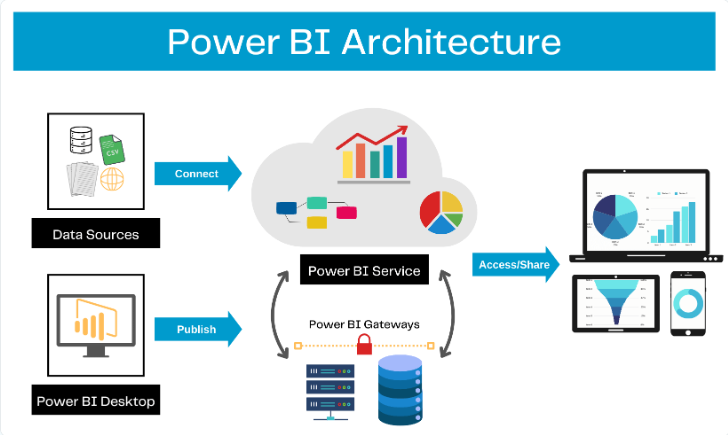 Power BI Architecture
CSV
Connect
Data Sources
Power BI Service
Access/Share
Publish
Power BI Gateways
Power BI Desktop